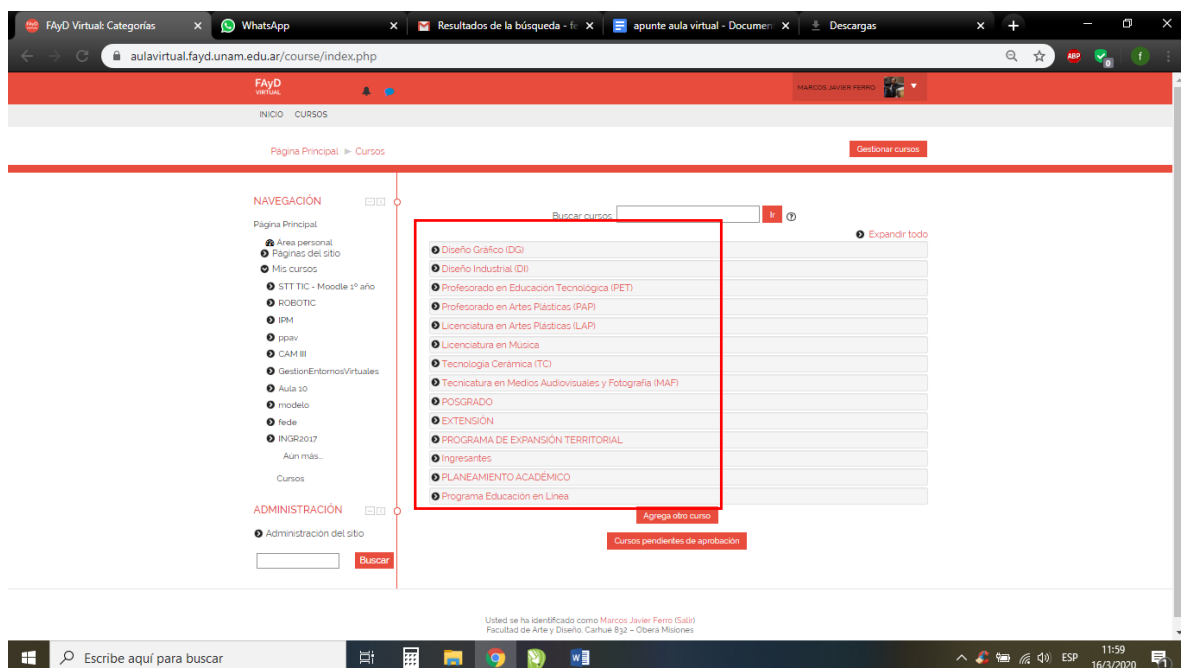 FAyD Virtual: Categorías
WhatsApp
Resultados de la búsqueda - fe
apunte aula virtual - Documen
Descargas
aulavirtual.fayd.unam.edu.ar/course/index.php
ABP
0
f
FAyD
VIRTUAL
MARCOS JAVIER FERRO
INICIO CURSOS
Página Principal Cursos
Gestionar cursos
NAVEGACIÓN
Página Principal
Área personal
Páginas del sitio
Mis cursos
STT TIC - Moodle 1º año
ROBOTIC
IPM
ppav
CAM III
GestionEntornosVirtuales
Aula 10
modelo
fede
INGR2017
Aún más...
Cursos
ADMINISTRACIÓN
Administración del sitio
Buscar
Buscar cursos:
Ir
Expandir todo
Diseño Gráfico (DG)
Diseño Industrial (DI)
Profesorado en Educación Tecnológica (PET)
Profesorado en Artes Plásticas (PAP)
Licenciatura en Artes Plásticas (LAP)
Licenciatura en Música
Tecnología Cerámica (TC)
Tecnicatura en Medios Audiovisuales y Fotografía (MAF)
POSGRADO
EXTENSIÓN
PROGRAMA DE EXPANSIÓN TERRITORIAL
Ingresantes
PLANEAMIENTO ACADÉMICO
Programa Educación en Línea
Agrega otro curso
Cursos pendientes de aprobación
Usted se ha identificado como Marcos Javier Ferro (Salir)
Facultad de Arte y Diseño. Carhué 832 – Oberá Misiones
Escribe aquí para buscar
ESP
11:59
16/3/2020